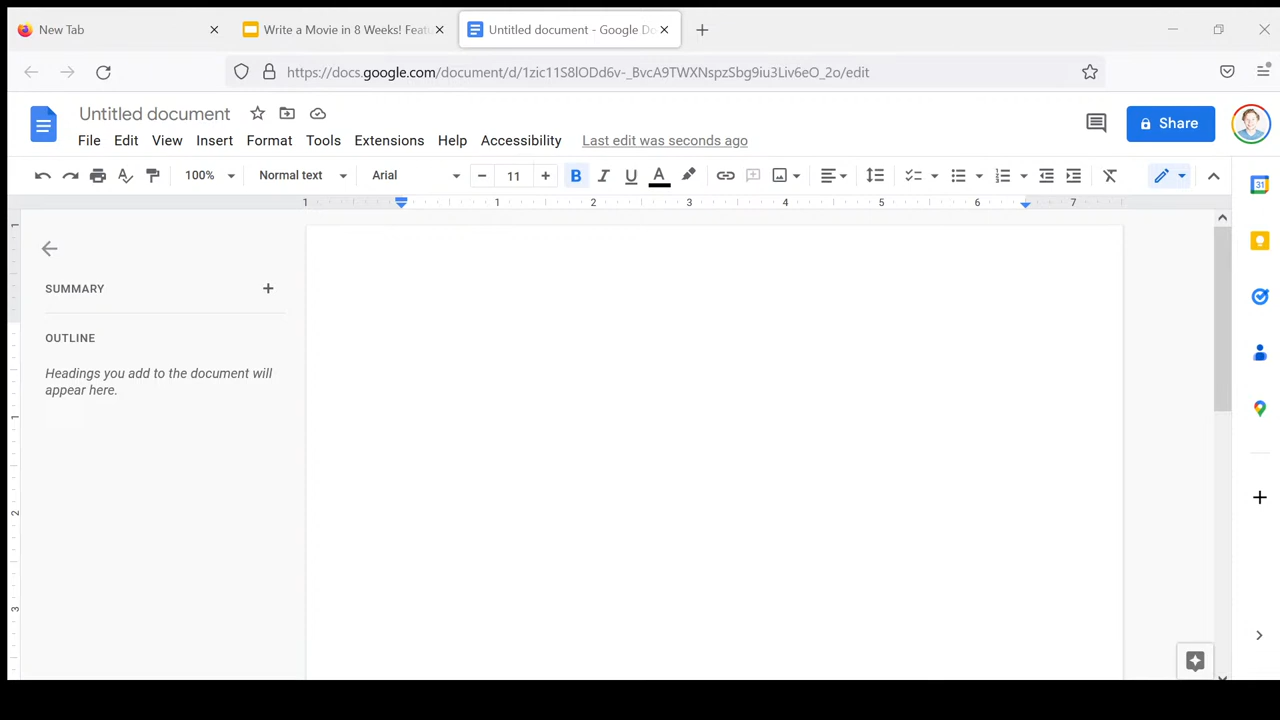 New Tab
Write a Movie in 8 Weeks! Feat
Untitled document - Google Do
https://docs.google.com/document/d/1zic11S8lODd6v-_BvcA9TWXNspzSbg9iu3Liv6eO_2o/edit
Untitled document
File Edit View Insert Format Tools Extensions Help Accessibility Last edit was seconds ago
Share
100% Normal text Arial 11 B I U A
1 1 2 3 4 5 6 7
31
SUMMARY
OUTLINE
Headings you add to the document will
appear here.
1
1
2
3